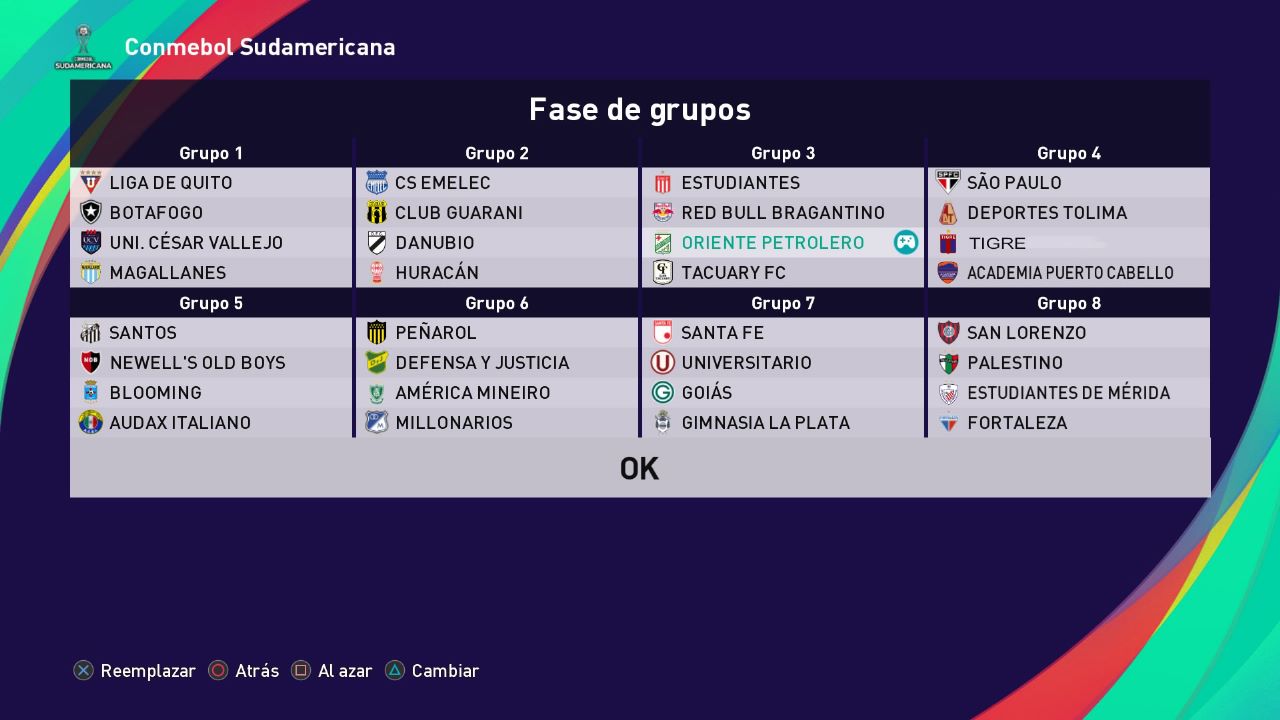 Conmebol Sudamericana
SUDAMERICANA
Fase de grupos
Grupo 1 Grupo 2 Grupo 3 Grupo 4
LIGA DE QUITO CS EMELEC ESTUDIANTES SÃO PAULO
BOTAFOGO CLUB GUARANI RED BULL BRAGANTINO DEPORTES TOLIMA
UNI. CÉSAR VALLEJO DANUBIO ORIENTE PETROLERO TIGRE
MAGALLANES HURACÁN TACUARY FC ACADEMIA PUERTO CABELLO
Grupo 5 Grupo 6 Grupo 7 Grupo 8
SANTOS PEÑAROL SANTA FE SAN LORENZO
NEWELL'S OLD BOYS DEFENSA Y JUSTICIA UNIVERSITARIO PALESTINO
BLOOMING AMÉRICA MINEIRO GOIÁS ESTUDIANTES DE MÉRIDA
AUDAX ITALIANO MILLONARIOS GIMNASIA LA PLATA FORTALEZA
OK
Reemplazar Atrás Al azar Cambiar